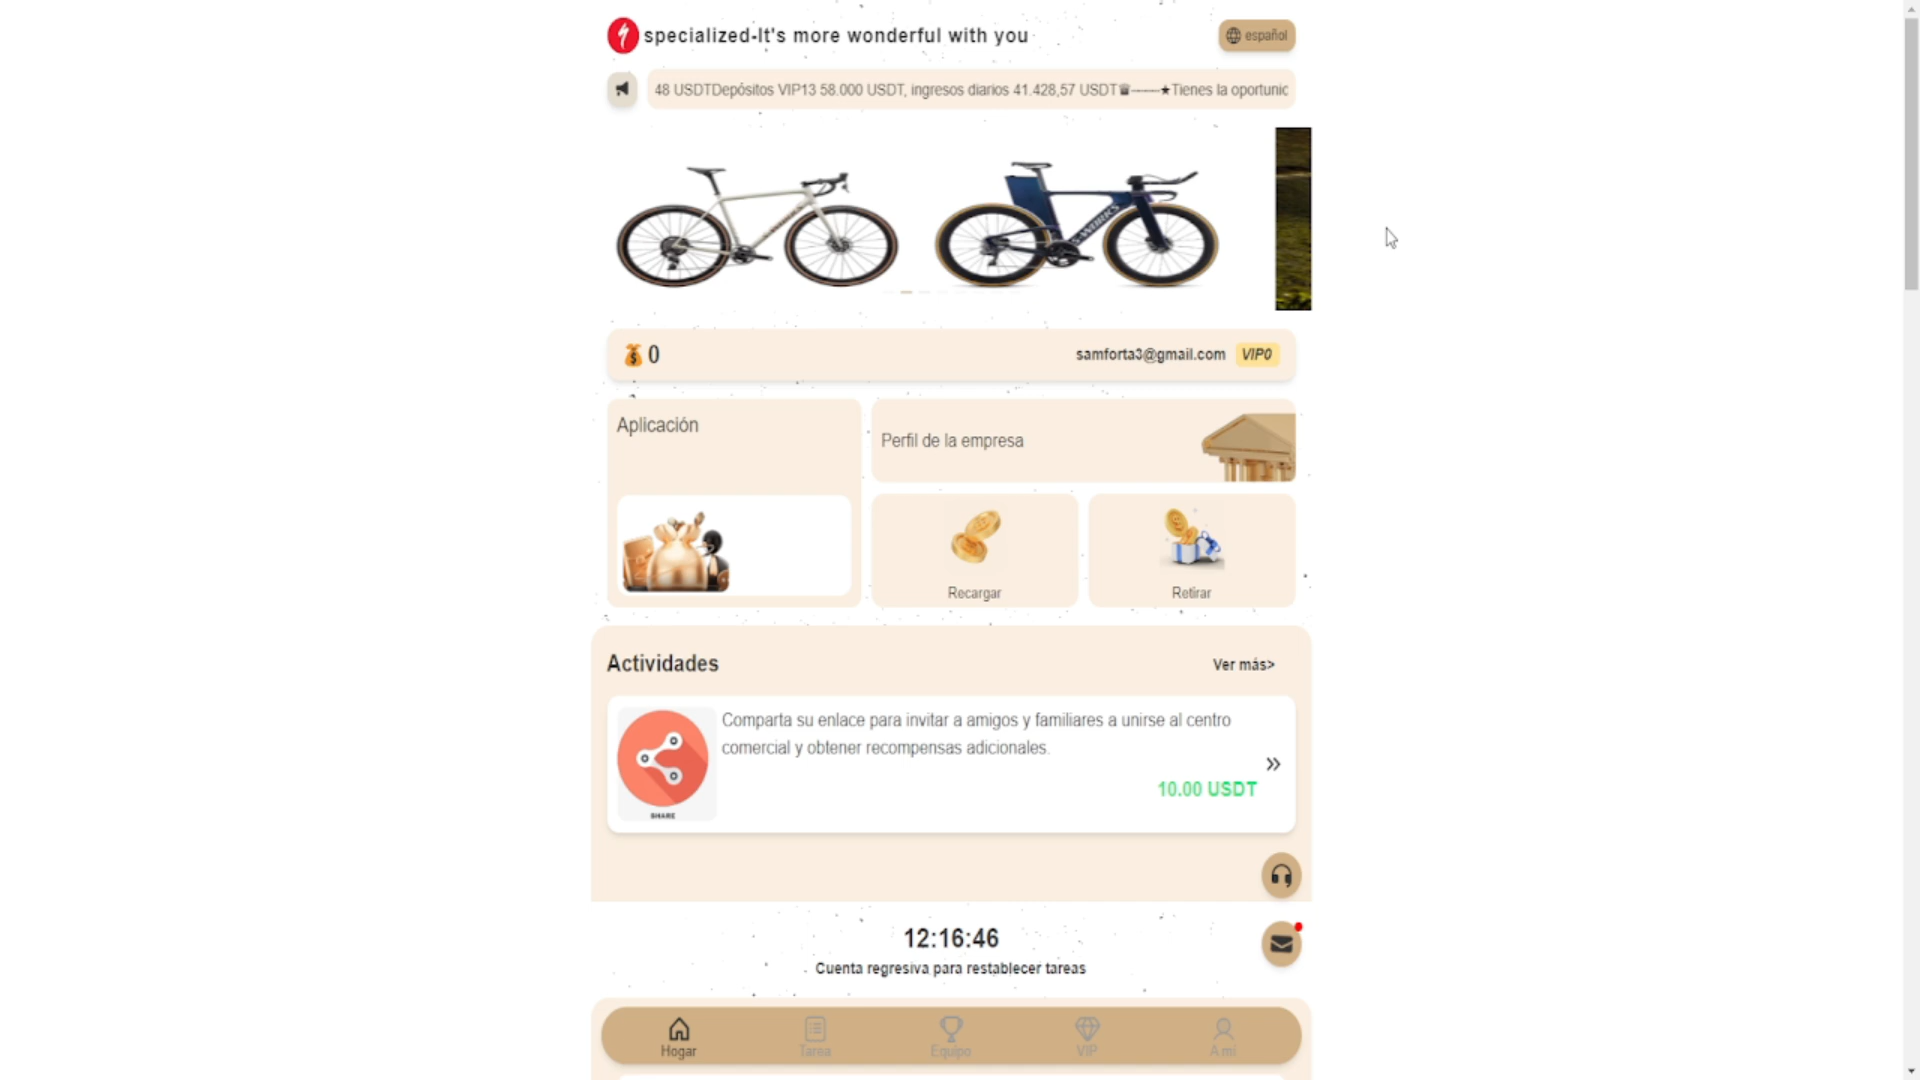 specialized-It's more wonderful with you
español
48 USDTDepósitos VIP13 58.000 USDT, ingresos diarios 41.428,57 USDT♛——★Tienes la oportunic
S-WORKS
0
samforta3@gmail.com
VIP0
Aplicación
Perfil de la empresa
Recargar
Retirar
Actividades
Ver más>
Comparta su enlace para invitar a amigos y familiares a unirse al centro
comercial y obtener recompensas adicionales.
10.00 USDT
SHARE
12:16:46
Cuenta regresiva para restablecer tareas
Hogar
Tarea
Equipo
VIP
A mi